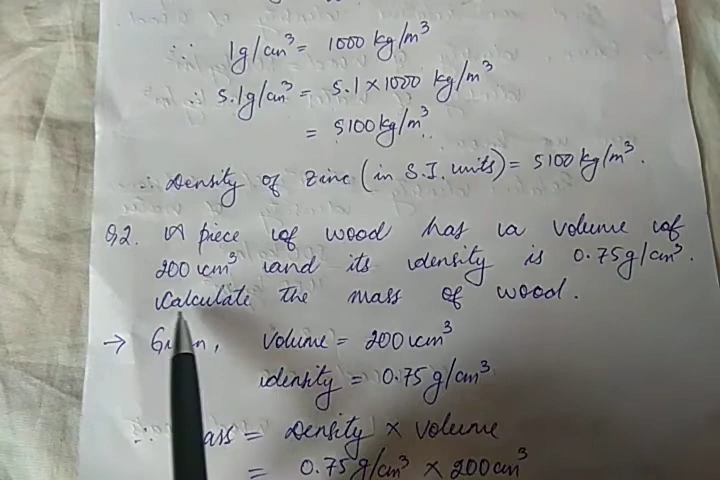 ∵ 1g/cm³ = 1000 kg/m³
∴ 5.1g/cm³ = 5.1 × 1000 kg/m³
= 5100 kg/m³.
∴ Density of zinc (in S.I. units) = 5100 kg/m³.
Q2. A piece of wood has a volume of
200 cm³ and its density is 0.75g/cm³.
Calculate the mass of wood.
→ volume = 200 cm³
density = 0.75 g/cm³
∴ = Density × volume
= 0.75 g/cm³ × 200 cm³